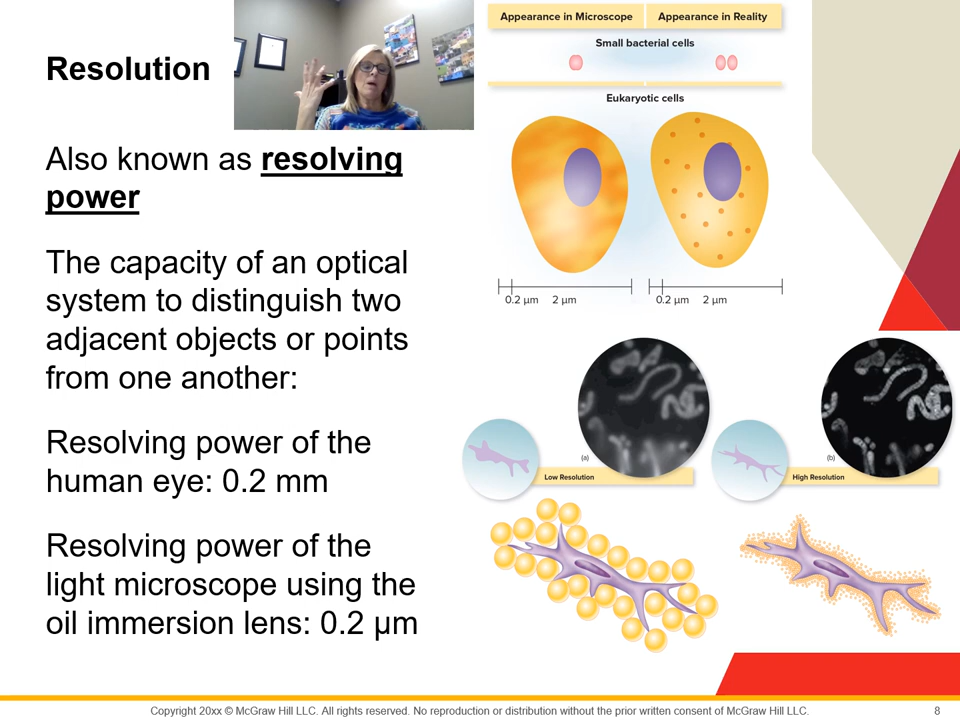 Resolution
Also known as resolving
power
The capacity of an optical
system to distinguish two
adjacent objects or points
from one another:
Resolving power of the
human eye: 0.2 mm
Resolving power of the
light microscope using the
oil immersion lens: 0.2 µm
Appearance in Microscope Appearance in Reality
Small bacterial cells
Eukaryotic cells
0.2 µm 2 µm 0.2 µm 2 µm
(a) (b)
Low Resolution High Resolution
Copyright 20xx © McGraw Hill LLC. All rights reserved. No reproduction or distribution without the prior written consent of McGraw Hill LLC. 8